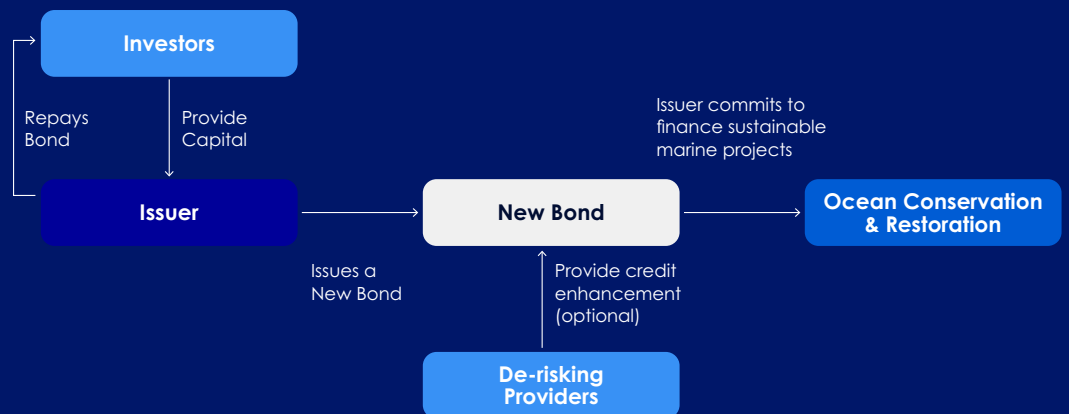 Investors
Repays
Bond
Provide
Capital
Issuer commits to
finance sustainable
marine projects
Issuer
New Bond
Ocean Conservation
& Restoration
Issues a
New Bond
Provide credit
enhancement
(optional)
De-risking
Providers